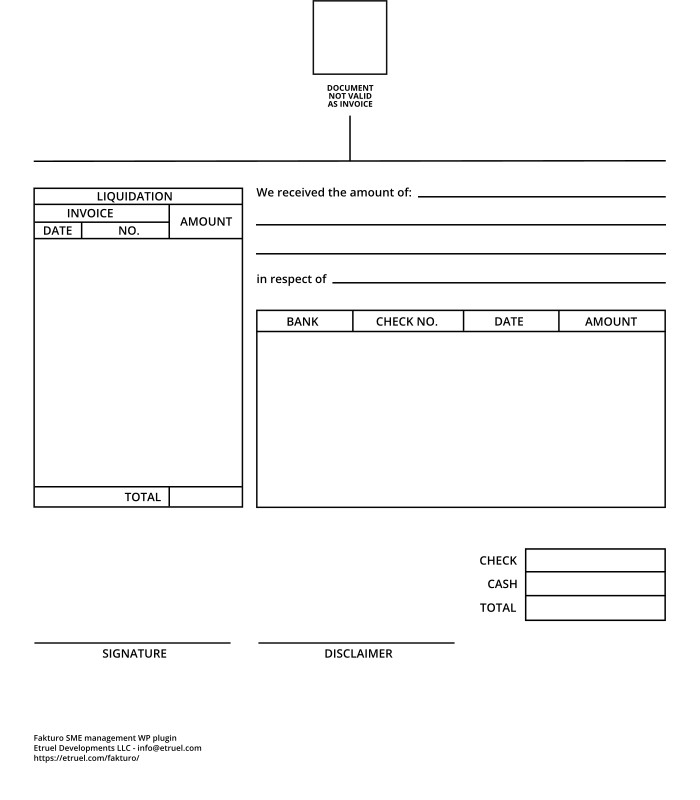 DOCUMENT
NOT VALID
AS INVOICE
LIQUIDATION
INVOICE
AMOUNT
DATE
NO.
TOTAL
We received the amount of:
in respect of
BANK
CHECK NO.
DATE
AMOUNT
CHECK
CASH
TOTAL
SIGNATURE
DISCLAIMER
Fakturo SME management WP plugin
Etruel Developments LLC - info@etruel.com
https://etruel.com/fakturo/